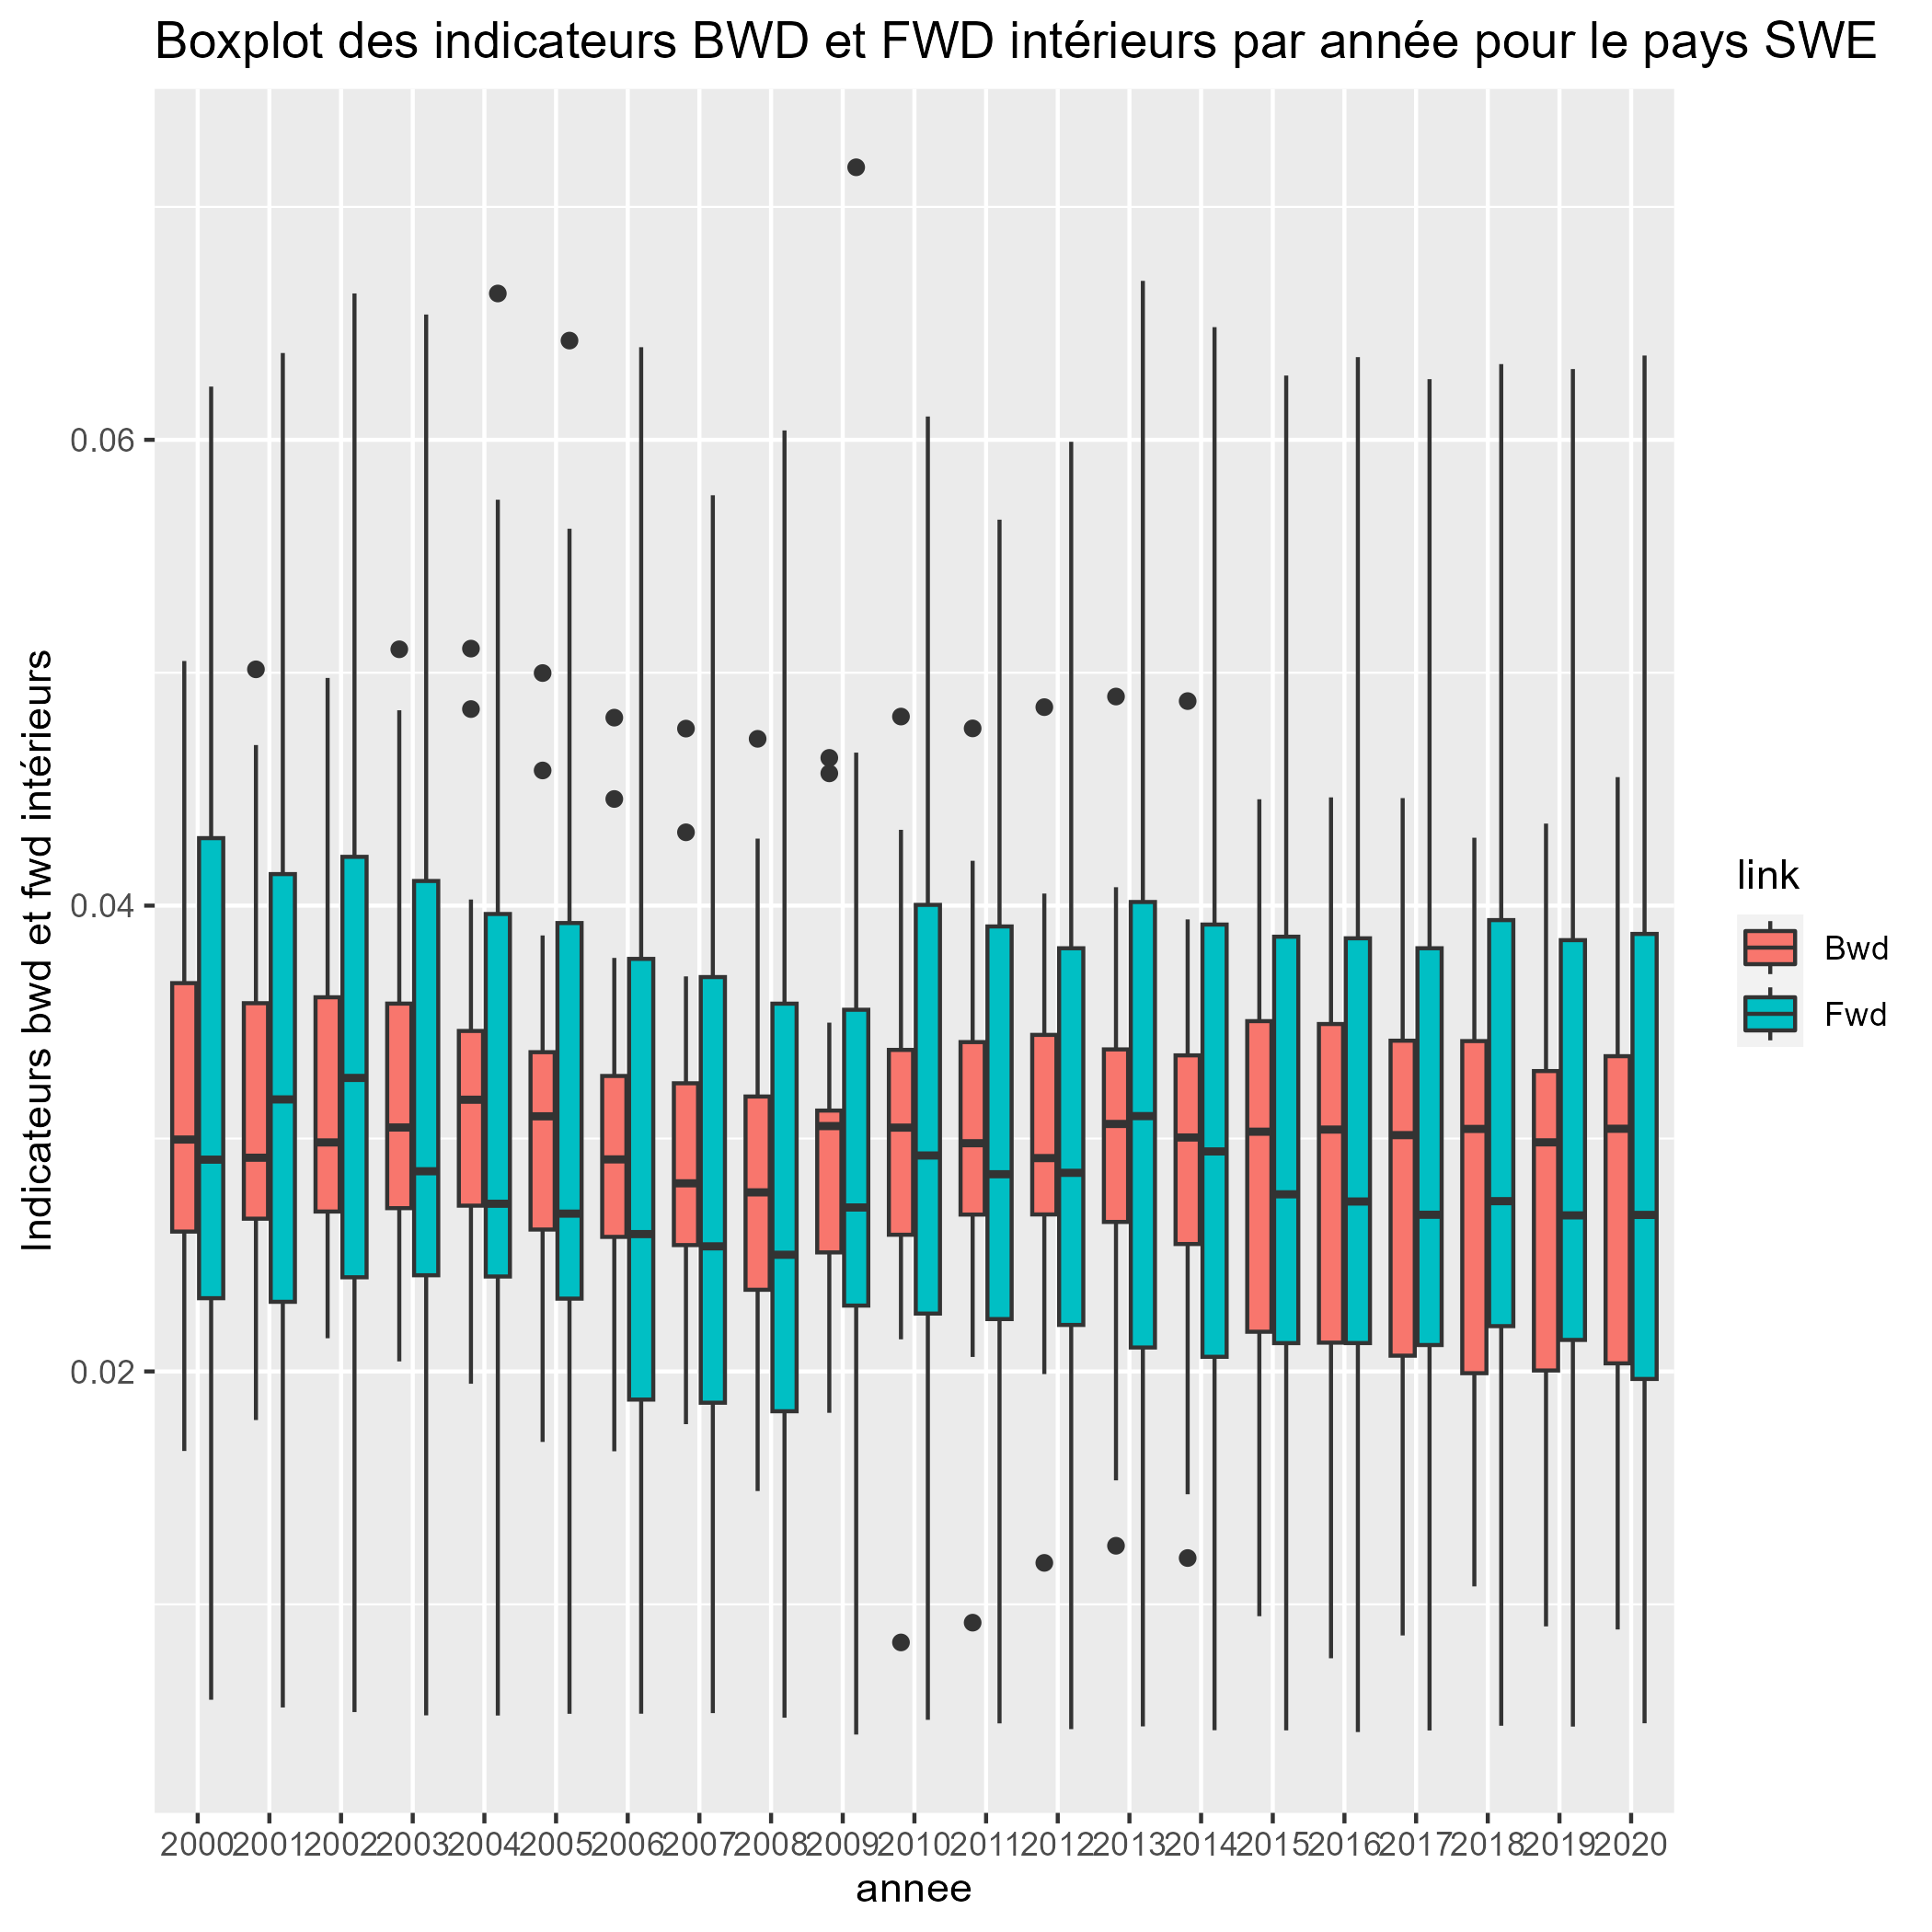 Boxplot des indicateurs BWD et FWD intérieurs par année pour le pays SWE
Indicateurs bwd et fwd intérieurs
0.06
0.04
0.02
link
Bwd
Fwd
2000 2001 2002 2003 2004 2005 2006 2007 2008 2009 2010 2011 2012 2013 2014 2015 2016 2017 2018 2019 2020
annee